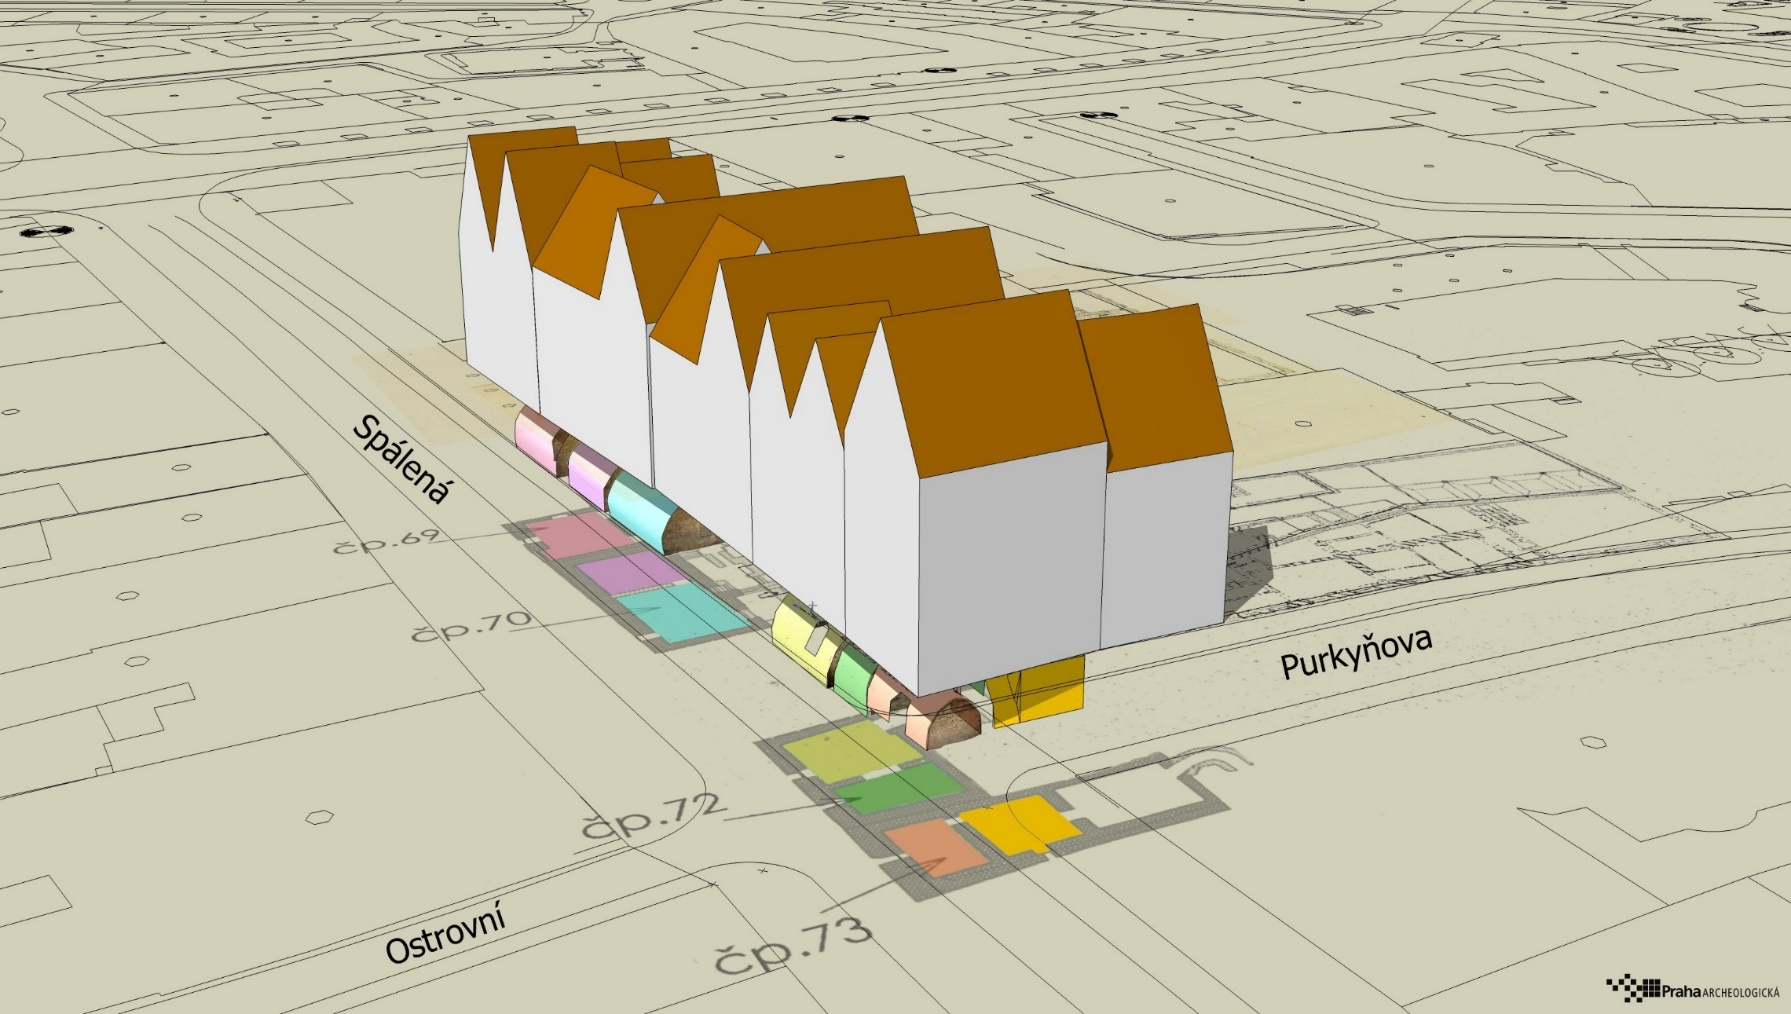 Spálená
čp.69
čp.70
Purkyňova
čp.72
Ostrovní
čp.73
Praha ARCHEOLOGICKÁ